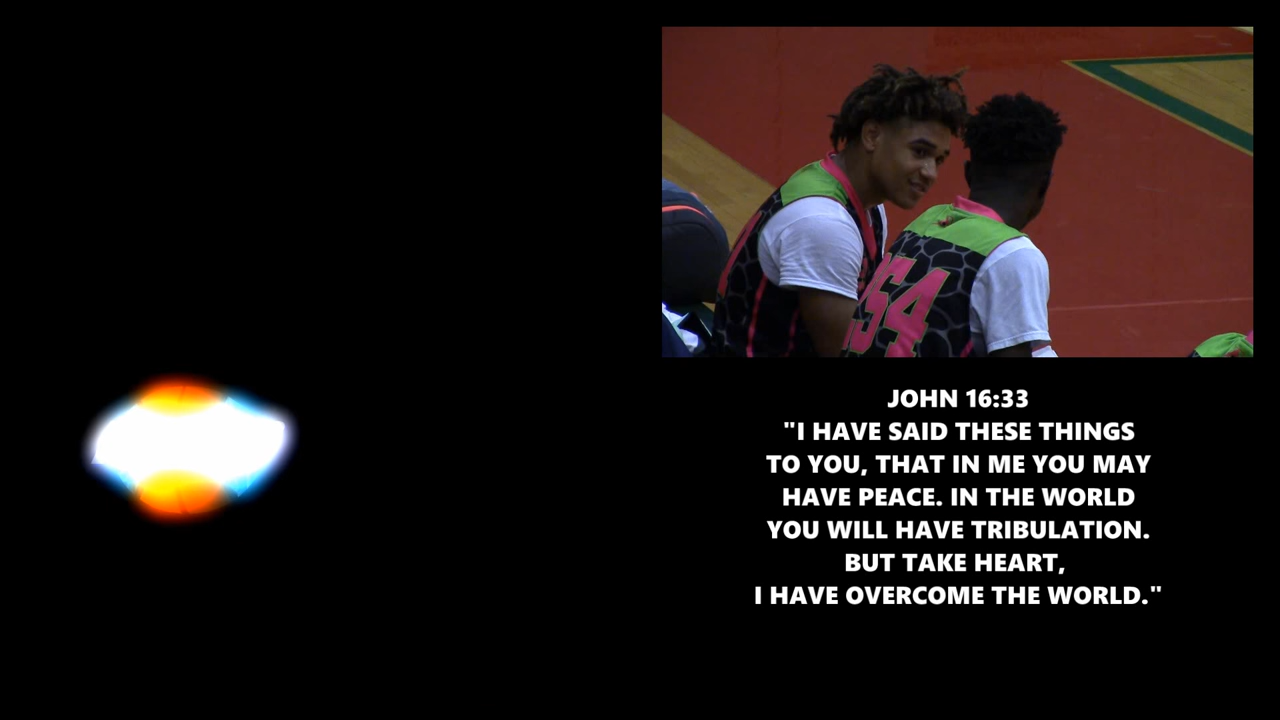 254
JOHN 16:33
"I HAVE SAID THESE THINGS
TO YOU, THAT IN ME YOU MAY
HAVE PEACE. IN THE WORLD
YOU WILL HAVE TRIBULATION.
BUT TAKE HEART,
I HAVE OVERCOME THE WORLD."